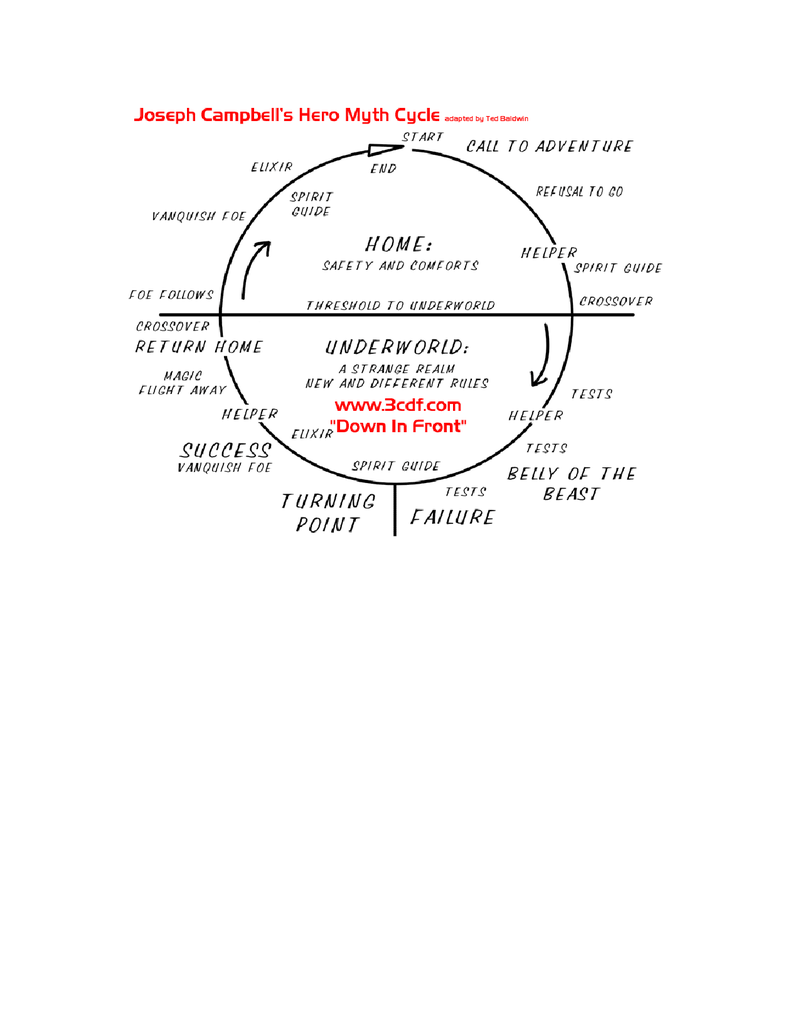 Joseph Campbell's Hero Myth Cycle adapted by Ted Baldwin
START
CALL TO ADVENTURE
ELIXIR
END
REFUSAL TO GO
SPIRIT
GUIDE
VANQUISH FOE
HOME:
SAFETY AND COMFORTS
HELPER
SPIRIT GUIDE
FOE FOLLOWS
THRESHOLD TO UNDERWORLD
CROSSOVER
CROSSOVER
RETURN HOME
UNDERWORLD:
A STRANGE REALM
NEW AND DIFFERENT RULES
MAGIC
FLIGHT AWAY
TESTS
www.3cdf.com
"Down In Front"
HELPER
HELPER
ELIXIR
SUCCESS
VANQUISH FOE
TESTS
SPIRIT GUIDE
BELLY OF THE
BEAST
TURNING
POINT
TESTS
FAILURE